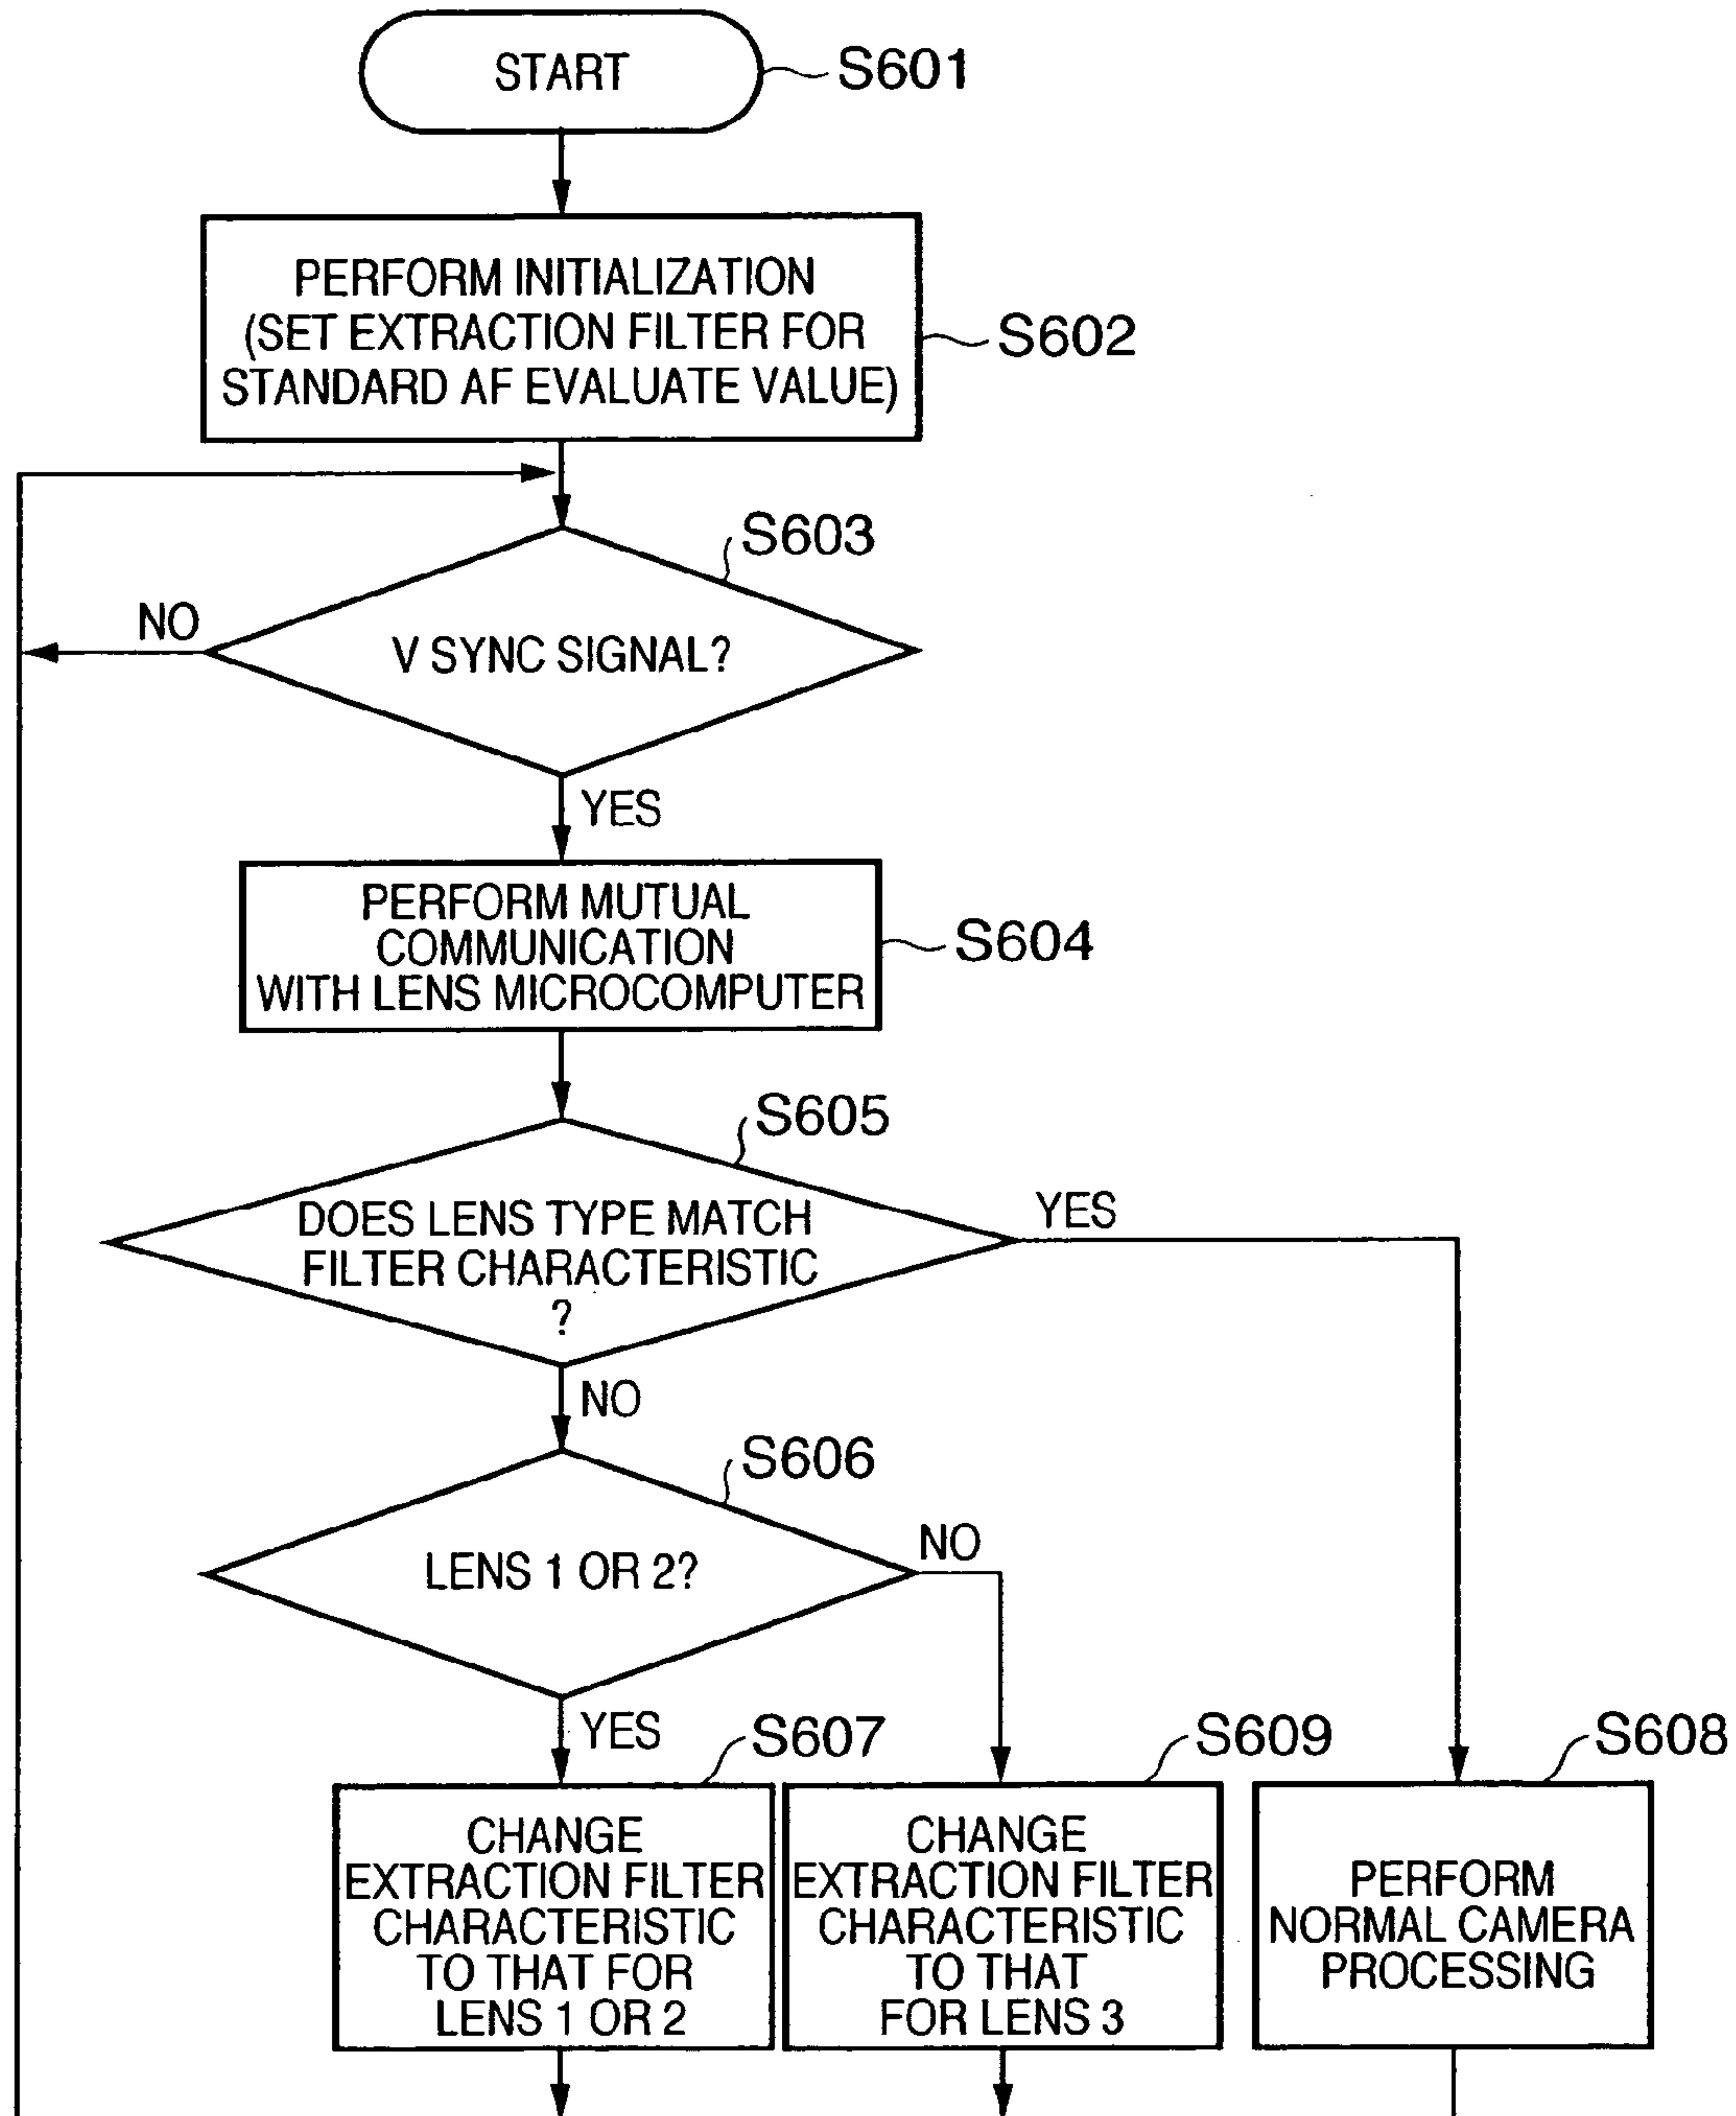 START
S601
PERFORM INITIALIZATION
(SET EXTRACTION FILTER FOR
STANDARD AF EVALUATE VALUE)
S602
S603
NO
V SYNC SIGNAL?
YES
PERFORM MUTUAL
COMMUNICATION
WITH LENS MICROCOMPUTER
S604
S605
DOES LENS TYPE MATCH
FILTER CHARACTERISTIC
?
YES
NO
S606
LENS 1 OR 2?
NO
YES
S607
CHANGE
EXTRACTION FILTER
CHARACTERISTIC
TO THAT FOR
LENS 1 OR 2
S609
CHANGE
EXTRACTION FILTER
CHARACTERISTIC
TO THAT
FOR LENS 3
S608
PERFORM
NORMAL CAMERA
PROCESSING